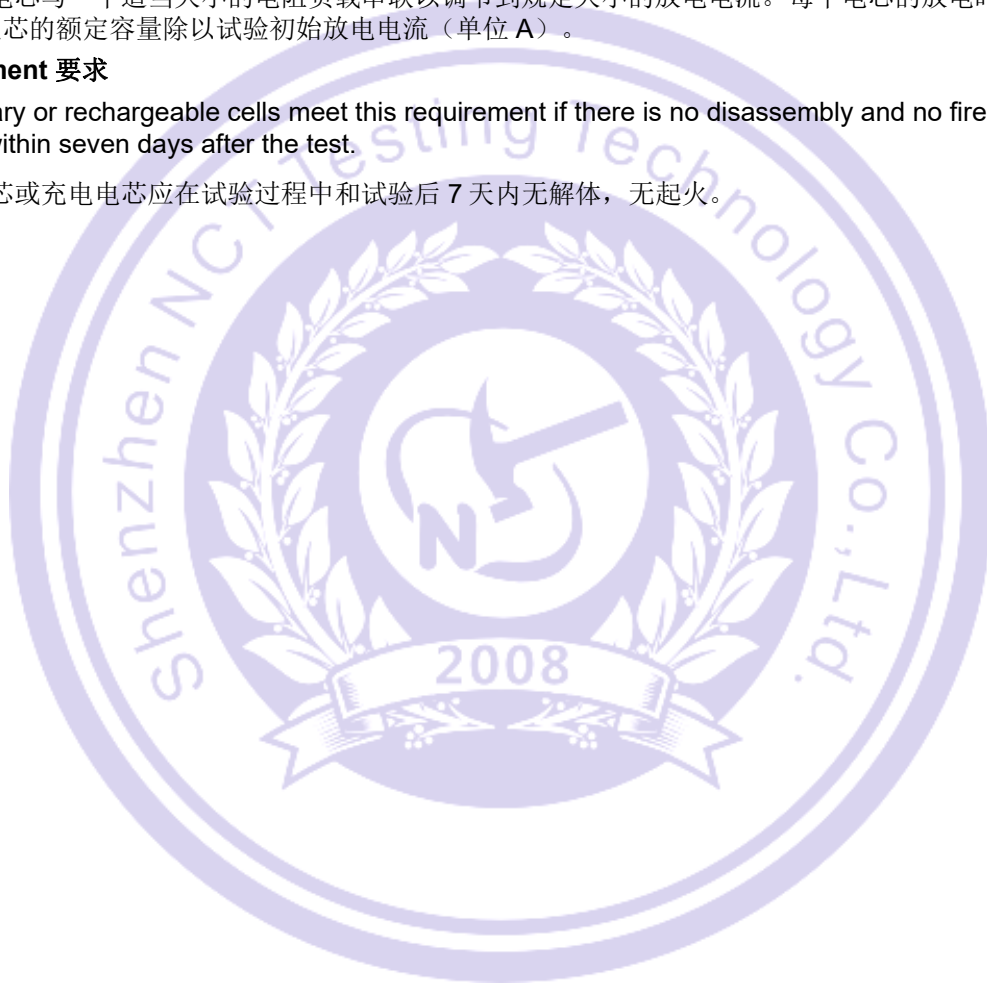 电芯与一个适当大小的电阻负载串联以调节到规定大小的放电电流。每个电芯的放电时
芯的额定容量除以试验初始放电电流（单位 A）。
ment 要求
ary or rechargeable cells meet this requirement if there is no disassembly and no fire
within seven days after the test.
芯或充电电芯应在试验过程中和试验后 7 天内无解体，无起火。
Shenzhen NCT Testing Technology Co., Ltd.
N
2008